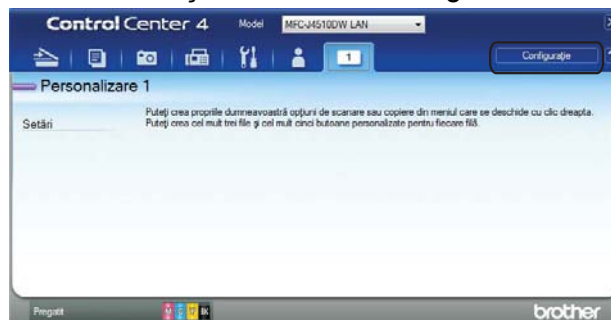 Control Center 4 Model MFC-J4510DW LAN
1 Configurație
Personalizare 1
Setări
Puteți crea propriile dumneavoastră opțiuni de scanare sau copiere din meniul care se deschide cu clic dreapta.
Puteți crea cel mult trei file și cel mult cinci butoane personalizate pentru fiecare filă.
Pregatit M C Y BK brother